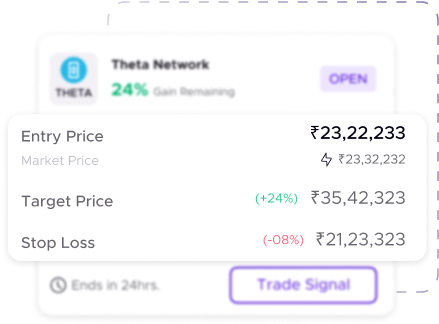 Theta Network
THETA
24% Gain Remaining
OPEN
Entry Price ₹23,22,233
Market Price ₹23,32,232
Target Price (+24%) ₹35,42,323
Stop Loss (-08%) ₹21,23,323
Ends in 24hrs.
Trade Signal